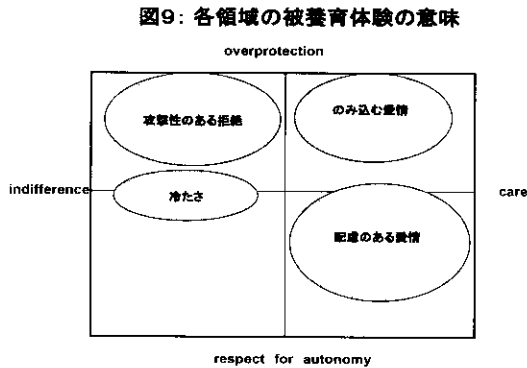 図9: 各領域の被養育体験の意味
overprotection
攻撃性のある拒絶
のみ込む愛情
indifference
冷たさ
care
配慮のある愛情
respect for autonomy